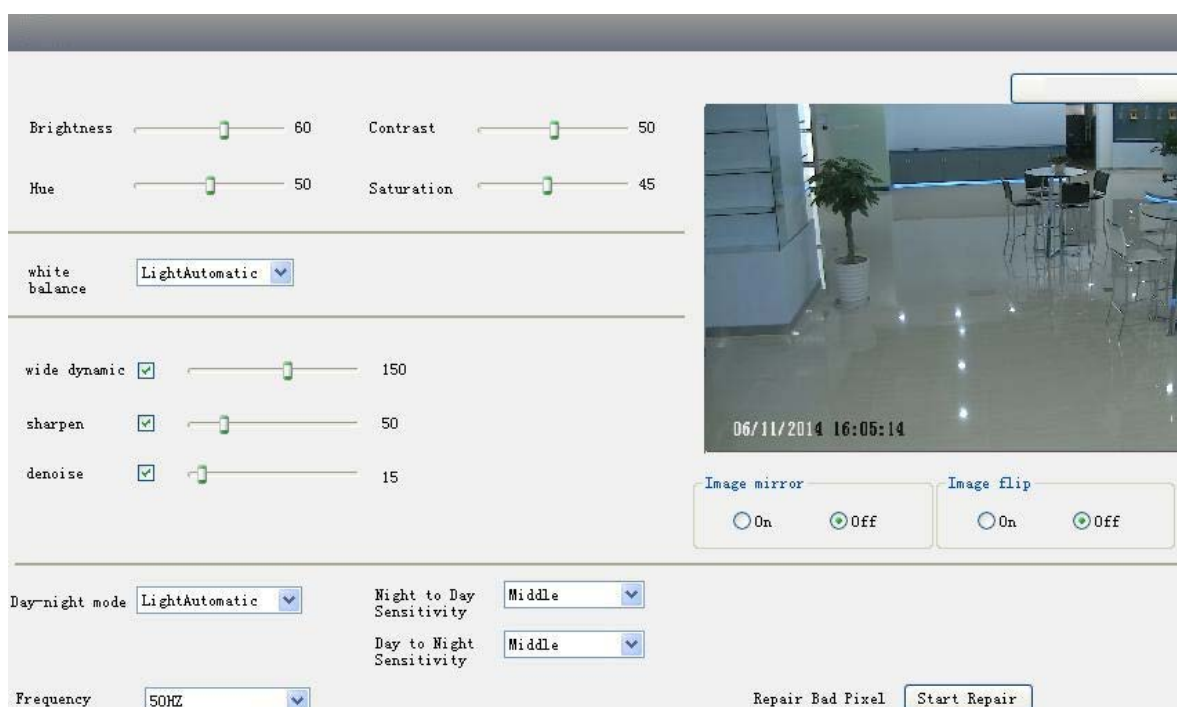 Brightness 60 Contrast 50
Hue 50 Saturation 45
white
balance
LightAutomatic
wide dynamic 150
sharpen 50
denoise 15
06/11/2014 16:05:14
Image mirror
On Off
Image flip
On Off
Day-night mode LightAutomatic
Night to Day
Sensitivity
Middle
Day to Night
Sensitivity
Middle
Frequency 50HZ
Repair Bad Pixel Start Repair